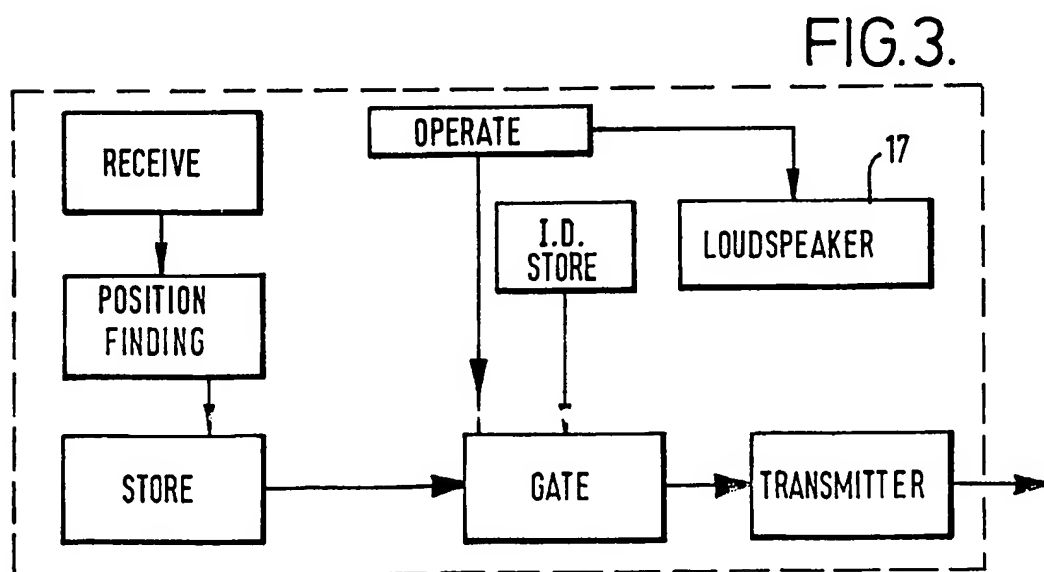 FIG.3.
RECEIVE
OPERATE
17
I.D.
STORE
LOUDSPEAKER
POSITION
FINDING
STORE
GATE
TRANSMITTER